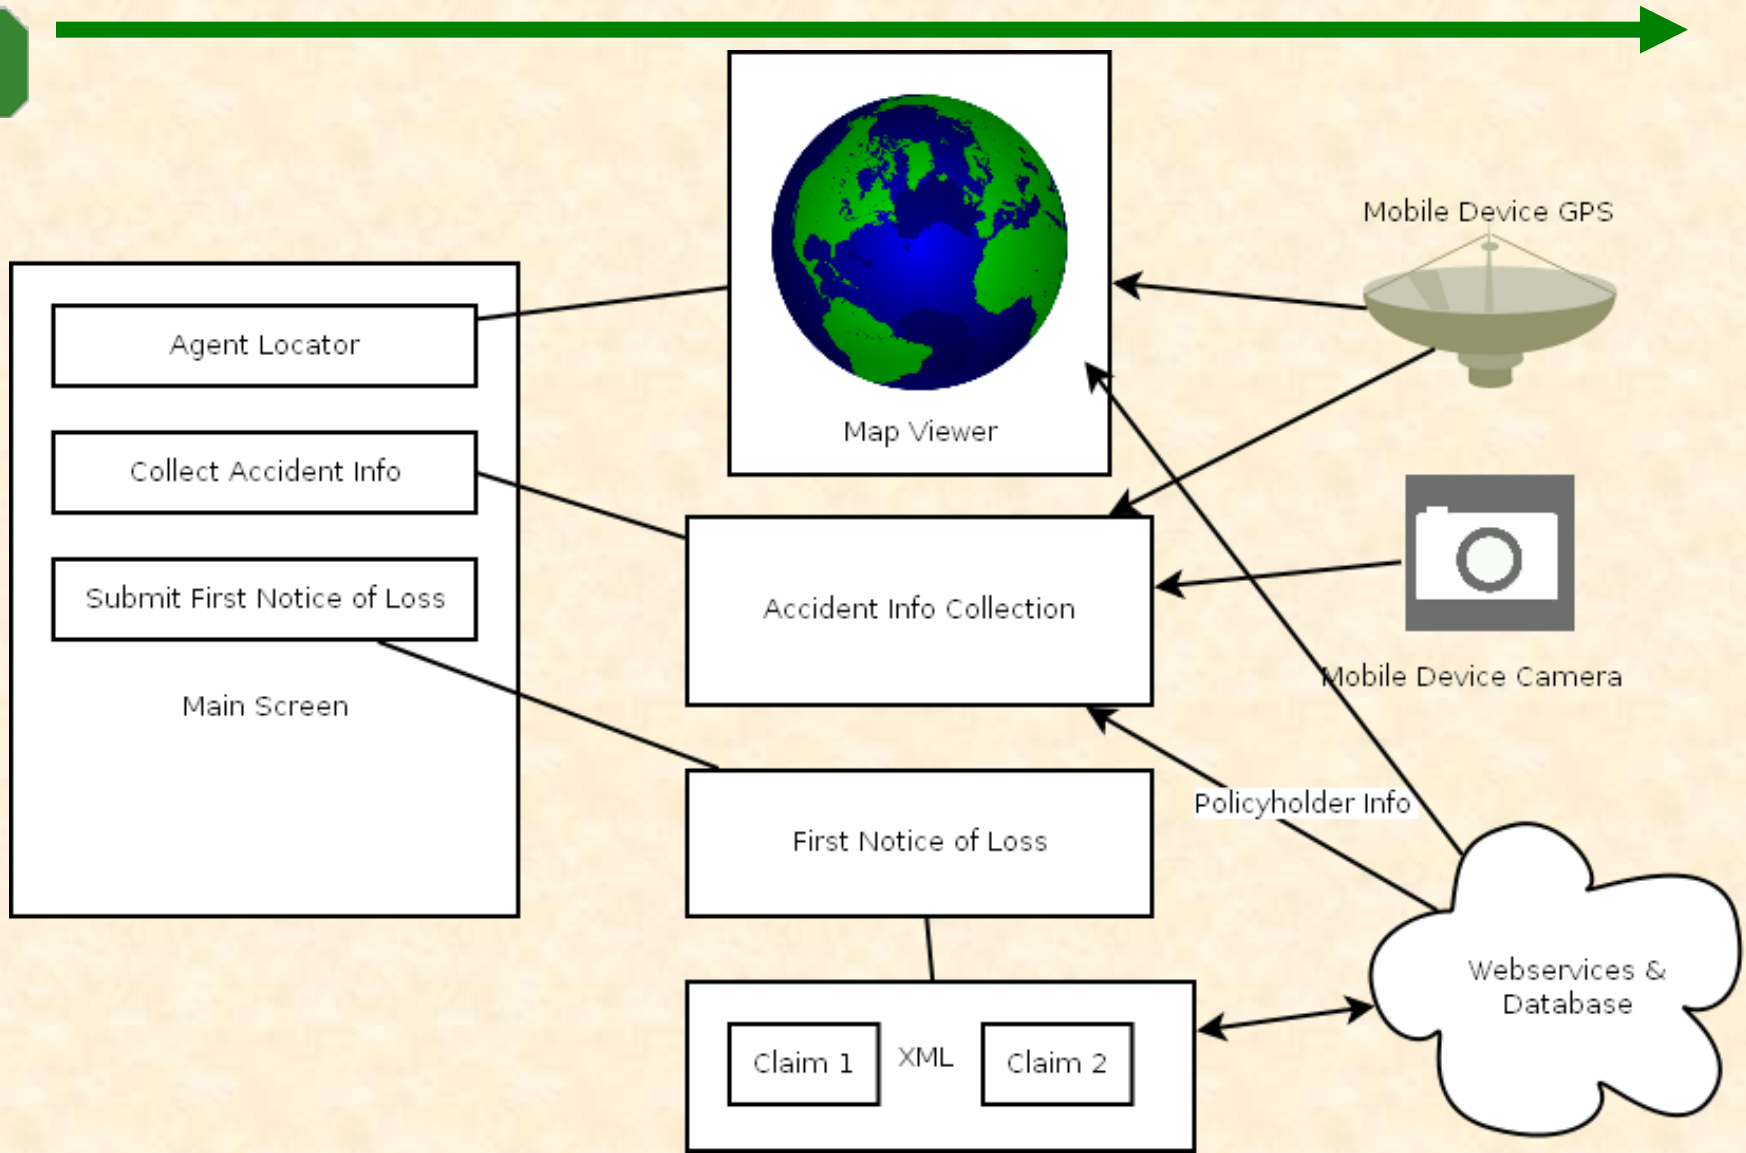 Mobile Device GPS
Agent Locator
Map Viewer
Collect Accident Info
Submit First Notice of Loss
Accident Info Collection
Mobile Device Camera
Main Screen
Policyholder Info
First Notice of Loss
Webservices &
Database
Claim 1
XML
Claim 2